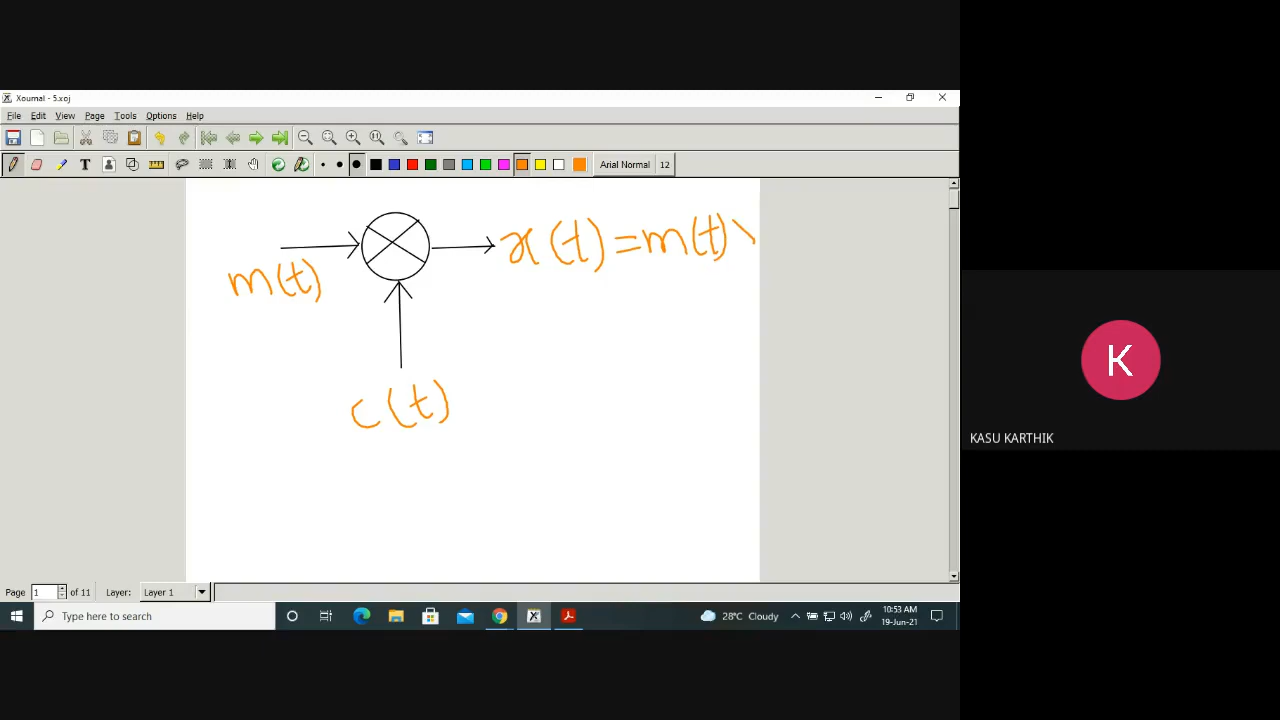 Xournal - 5.xoj
File Edit View Page Tools Options Help
Arial Normal 12
x(t)=m(t)
m(t)
c(t)
K
KASU KARTHIK
Page 1 of 11 Layer: Layer 1
Type here to search
28°C Cloudy
10:53 AM
19-Jun-21